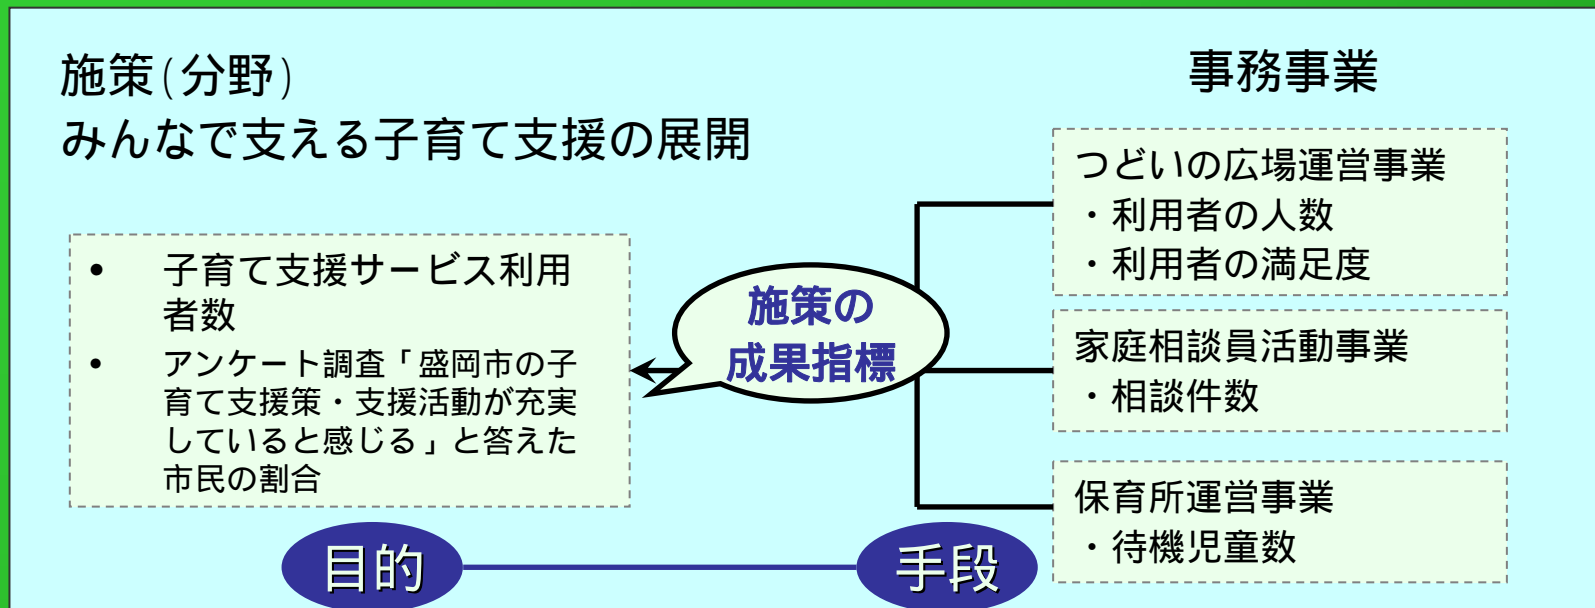 施策(分野)
みんなで支える子育て支援の展開
• 子育て支援サービス利用
者数
• アンケート調査「盛岡市の子
育て支援策・支援活動が充実
していると感じる」と答えた
市民の割合
施策の
成果指標
事務事業
つどいの広場運営事業
・利用者の人数
・利用者の満足度
家庭相談員活動事業
・相談件数
保育所運営事業
・待機児童数
目的
手段